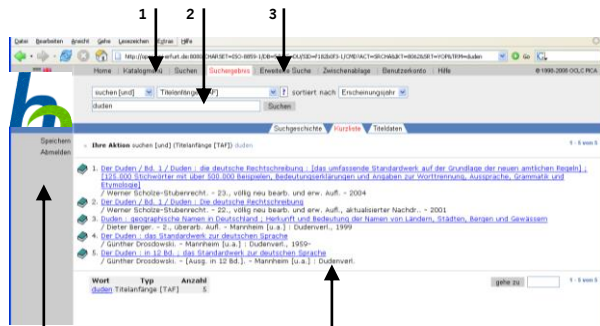 1 2 3
Datei Bearbeiten Ansicht Gehe Lesezeichen Extras Hilfe
Go
Home Katalogmenü Suchen Suchergebnis Erweiterte Suche Zwischenablage Benutzerkonto Hilfe © 1998-2008 OCLC PICA
suchen [und] Titelanfänge [TAF] ? sortiert nach Erscheinungsjahr
duden Suchen
Suchgeschichte Kurzliste Titeldaten
Speichern
Abmelden
Ihre Aktion suchen [und] (Titelanfänge [TAF]) duden 1 - 5 von 5
1. Der Duden / Bd. 1 / Duden : die deutsche Rechtschreibung : [das umfassende Standardwerk auf der Grundlage der neuen amtlichen Regeln] ;
[125.000 Stichwörter mit über 500.000 Beispielen, Bedeutungserklärungen und Angaben zur Worttrennung, Aussprache, Grammatik und
Etymologie]
/ Werner Scholze-Stubenrecht. - 23., völlig neu bearb. und erw. Aufl. - 2004
2. Der Duden / Bd. 1 / Duden : Die deutsche Rechtschreibung
/ Werner Scholze-Stubenrecht. - 22., völlig neu bearb. und erw. Aufl., aktualisierter Nachdr.. - 2001
3. Duden : geographische Namen in Deutschland ; Herkunft und Bedeutung der Namen von Ländern, Städten, Bergen und Gewässern
/ Dieter Berger. - 2., überarb. Aufl. - Mannheim [u.a.] : Dudenverl., 1999
4. Der Duden : das Standardwerk zur deutschen Sprache
/ Günther Drosdowski. - Mannheim [u.a.] : Dudenverl., 1959-
5. Der Duden : in 12 Bd. ; das Standardwerk zur deutschen Sprache
/ Günther Drosdowski. - [Ausg. in 12 Bd.]. - Mannheim [u.a.] : Dudenverl.
Wort Typ Anzahl
duden Titelanfänge [TAF] 5
gehe zu 1 - 5 von 5